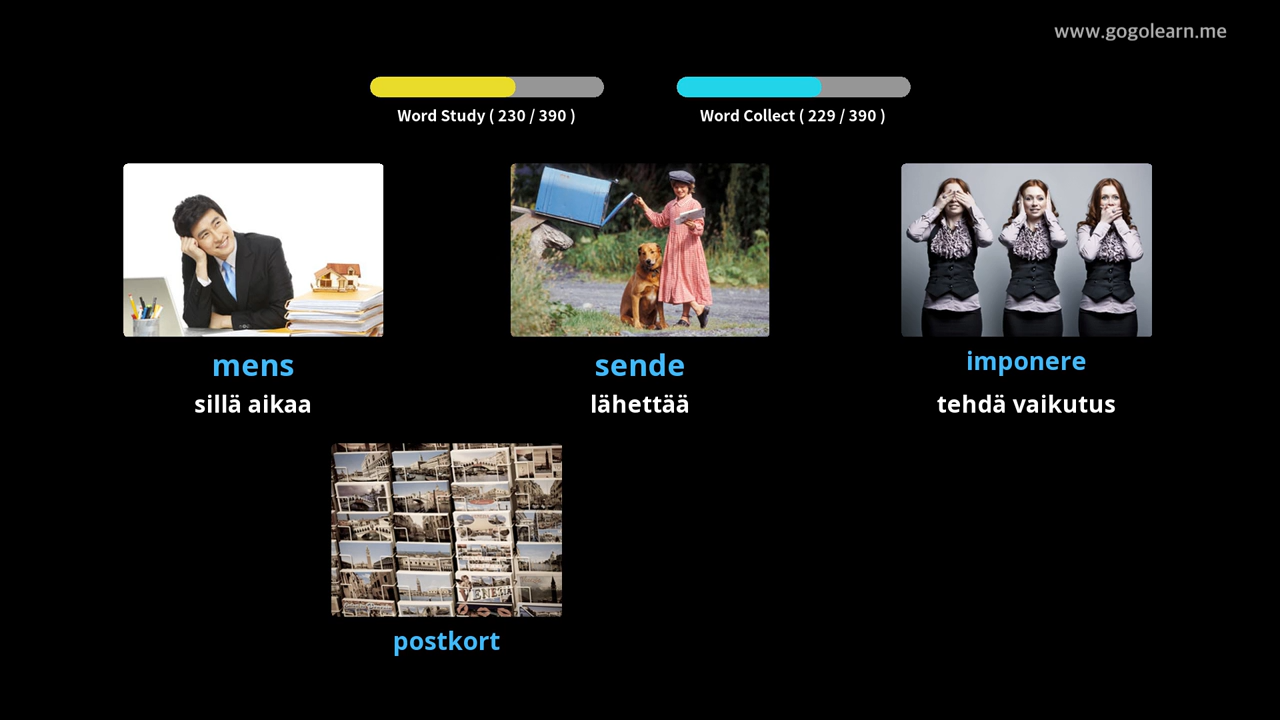 www.gogolearn.me
Word Study ( 230 / 390 )
Word Collect ( 229 / 390 )
mens
sillä aikaa
sende
lähettää
imponere
tehdä vaikutus
VENEZIA
postkort